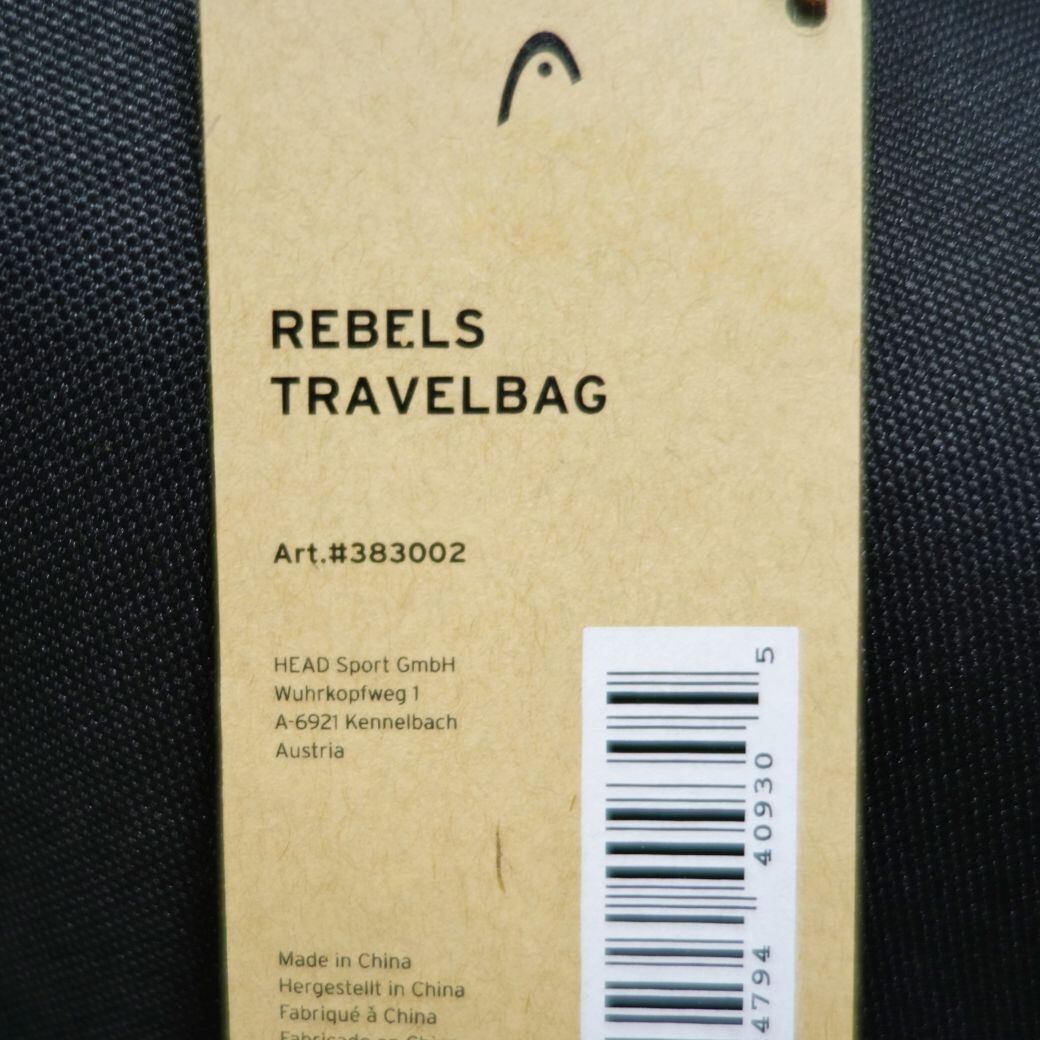 REBELS
TRAVELBAG
Art.#383002
HEAD Sport GmbH
Wuhrkopfweg 1
A-6921 Kennelbach
Austria
Made in China
Hergestellt in China
Fabriqué à China
4794
40930
5